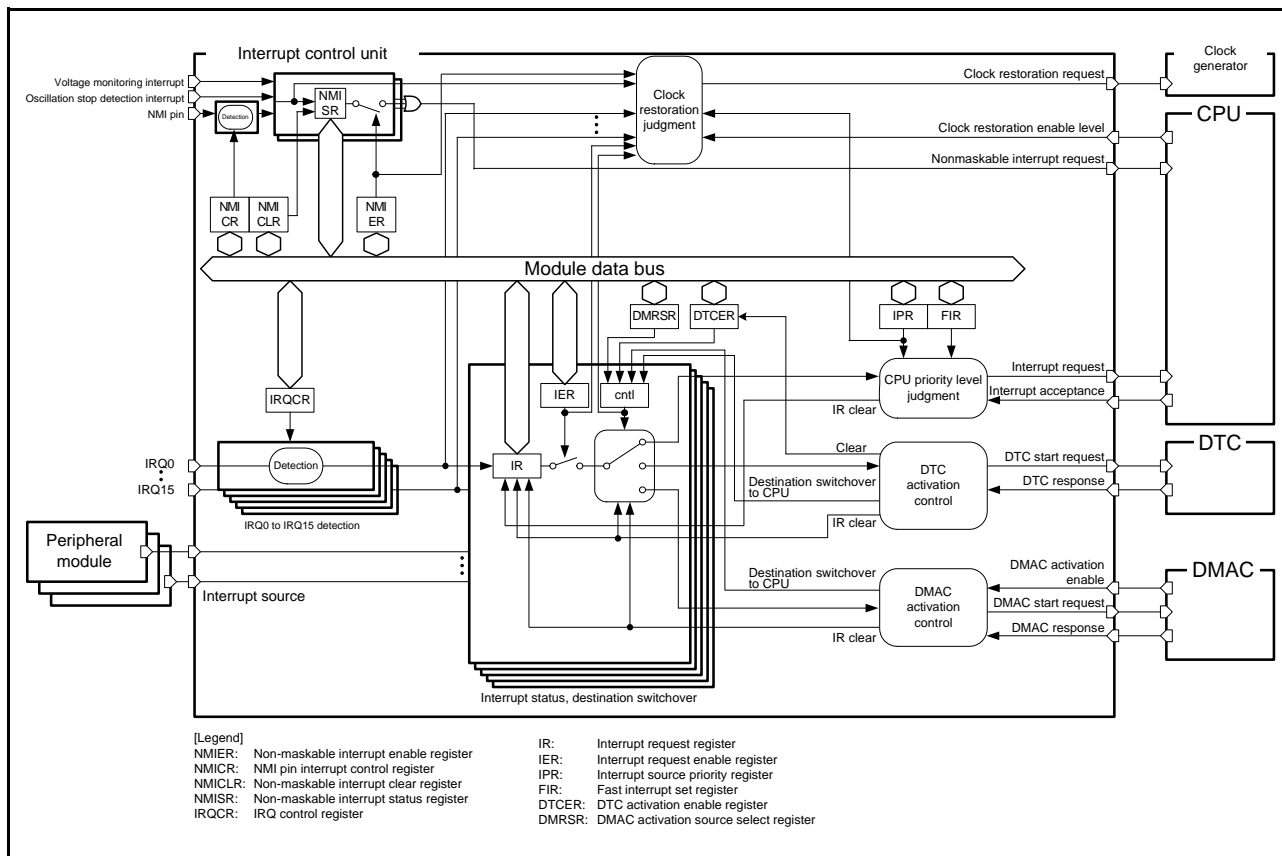 Interrupt control unit
Clock
generator
Voltage monitoring interrupt
Oscillation stop detection interrupt
NMI pin
Detection
NMI
SR
Clock
restoration
judgment
Clock restoration request
CPU
Clock restoration enable level
Nonmaskable interrupt request
NMI
CR
NMI
CLR
NMI
ER
Module data bus
DMRSR
DTCER
IPR
FIR
IRQCR
IER
cntl
CPU priority level
judgment
Interrupt request
Interrupt acceptance
IR clear
IRQ0
IRQ15
Detection
IRQ0 to IRQ15 detection
IR
Clear
Destination switchover
to CPU
IR clear
DTC
activation
control
DTC start request
DTC response
DTC
Peripheral
module
Interrupt source
Destination switchover
to CPU
IR clear
DMAC
activation
control
DMAC activation
enable
DMAC start request
DMAC response
DMAC
Interrupt status, destination switchover
[Legend]
NMIER: Non-maskable interrupt enable register
NMICR: NMI pin interrupt control register
NMICLR: Non-maskable interrupt clear register
NMISR: Non-maskable interrupt status register
IRQCR: IRQ control register
IR: Interrupt request register
IER: Interrupt request enable register
IPR: Interrupt source priority register
FIR: Fast interrupt set register
DTCER: DTC activation enable register
DMRSR: DMAC activation source select register